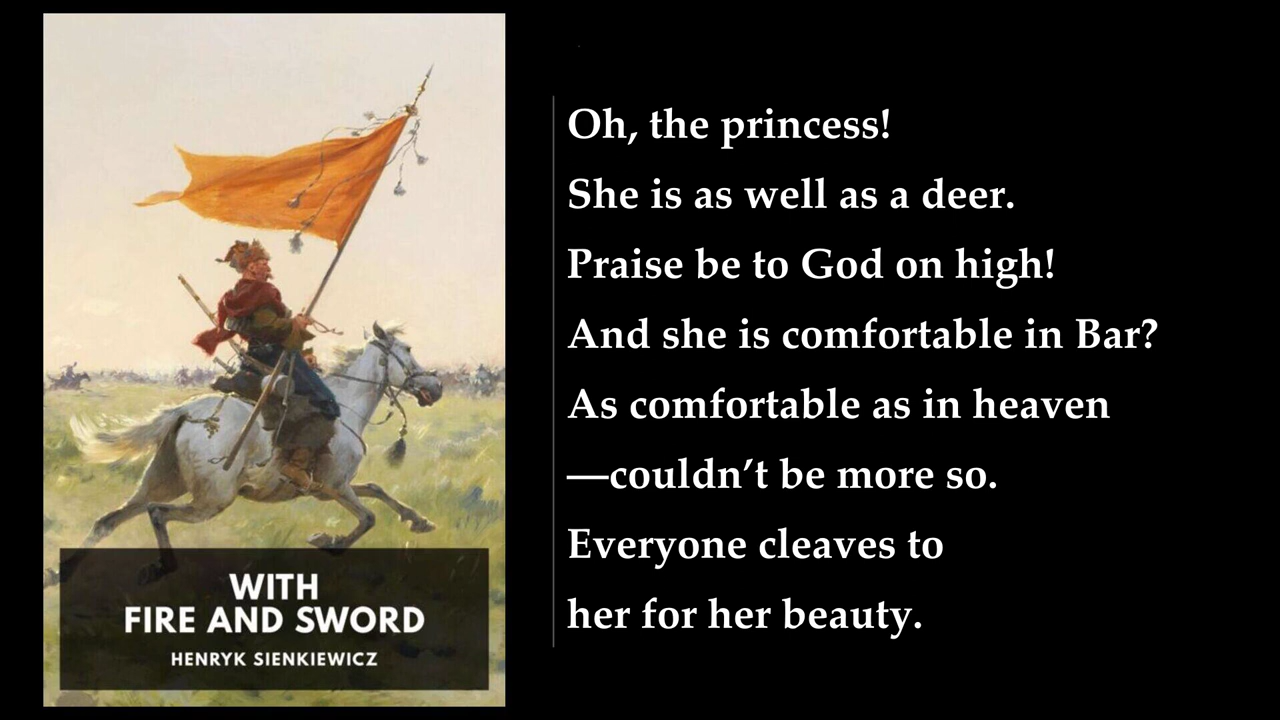 WITH
FIRE AND SWORD
HENRYK SIENKIEWICZ
Oh, the princess!
She is as well as a deer.
Praise be to God on high!
And she is comfortable in Bar?
As comfortable as in heaven
—couldn’t be more so.
Everyone cleaves to
her for her beauty.